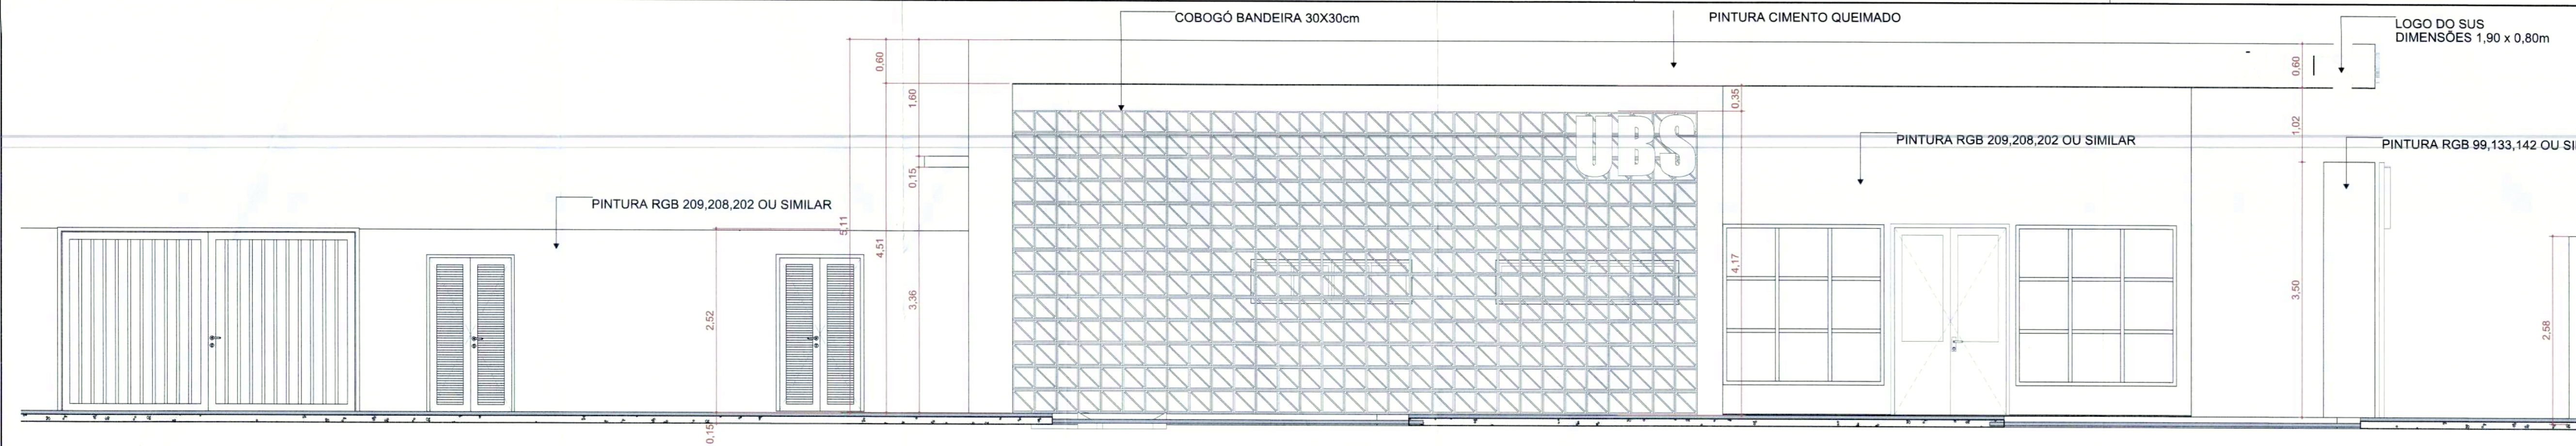 COBOGÓ BANDEIRA 30X30cm
PINTURA CIMENTO QUEIMADO
LOGO DO SUS
DIMENSÕES 1,90 x 0,80m
0,60
1,60
0,15
5,11
4,51
3,36
2,52
0,15
UBS
0,35
4,17
PINTURA RGB 209,208,202 OU SIMILAR
PINTURA RGB 209,208,202 OU SIMILAR
0,60
1,02
3,50
PINTURA RGB 99,133,142 OU
2,58